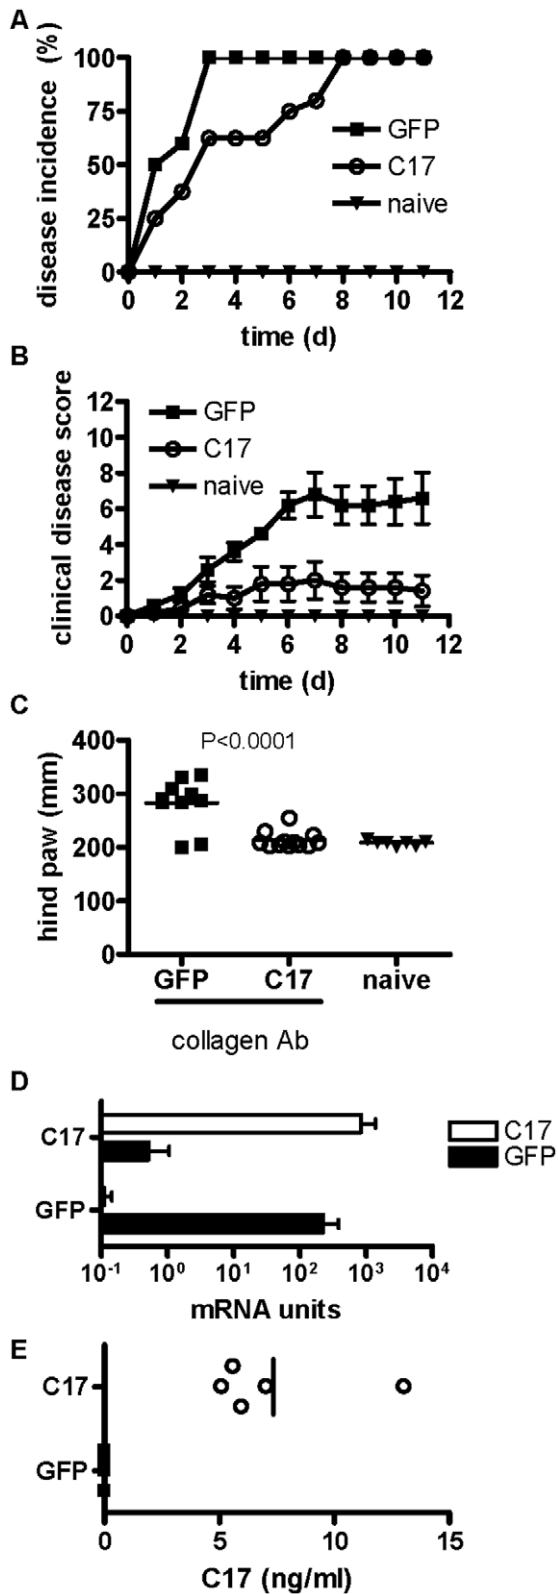 A
disease incidence (%)
100
75
50
25
0
GFP
C17
naive
0 2 4 6 8 10 12
time (d)
B
clinical disease score
12
10
8
6
4
2
0
GFP
C17
naive
0 2 4 6 8 10 12
time (d)
C
hind paw (mm)
400
300
200
100
0
P<0.0001
GFP C17 naive
collagen Ab
D
C17
GFP
C17
GFP
10-1 100 101 102 103 104
mRNA units
E
C17
GFP
0 5 10 15
C17 (ng/ml)